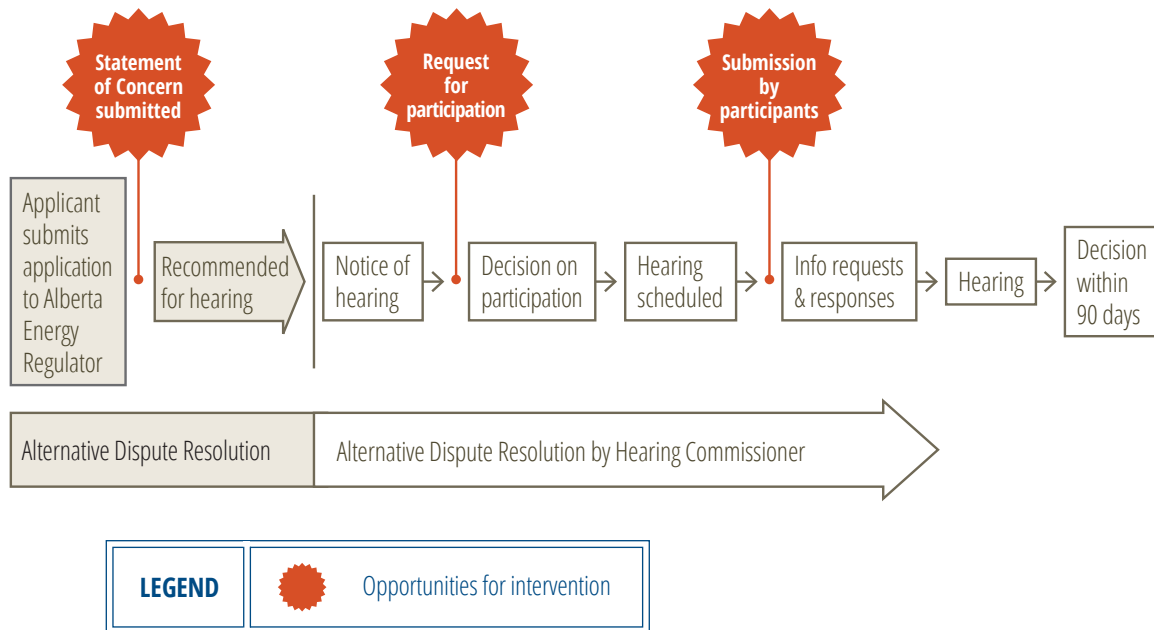 Statement
of Concern
submitted
Request
for
participation
Submission
by
participants
Applicant
submits
application
to Alberta
Energy
Regulator
Recommended
for hearing
Notice of
hearing
Decision on
participation
Hearing
scheduled
Info requests
& responses
Hearing
Decision
within
90 days
Alternative Dispute Resolution
Alternative Dispute Resolution by Hearing Commissioner
LEGEND
Opportunities for intervention